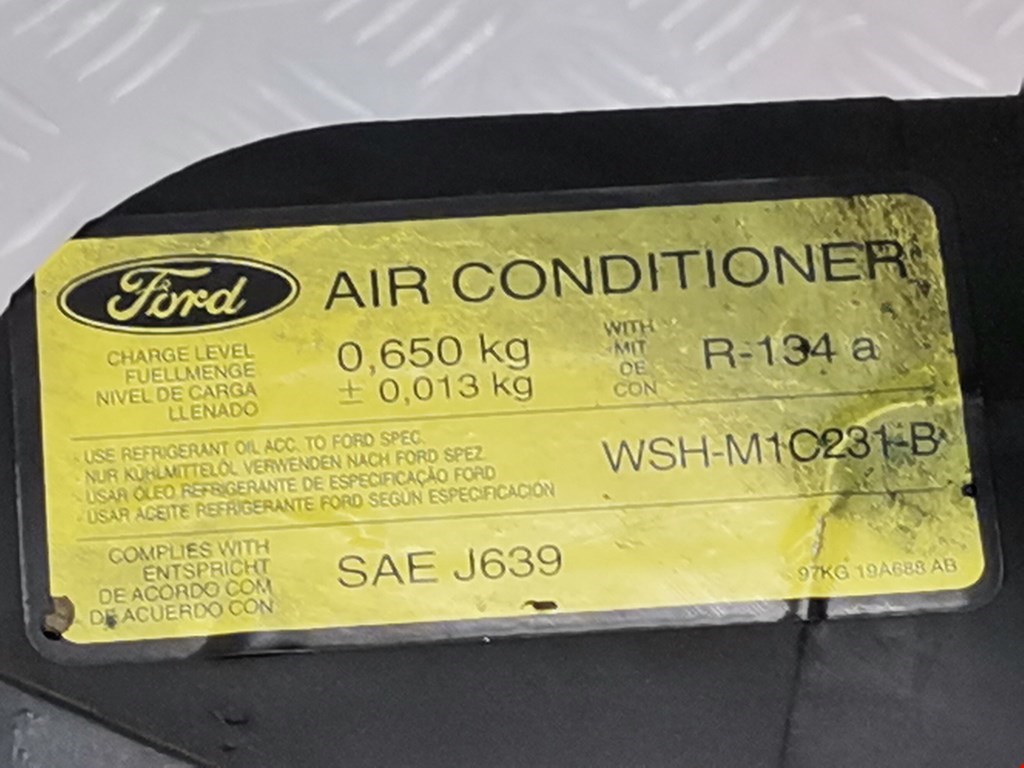 Ford AIR CONDITIONER
CHARGE LEVEL
FUELLMENGE
NIVEL DE CARGA
LLENADO
0,650 kg
± 0,013 kg
WITH
MIT
DE
CON
R-134 a
USE REFRIGERANT OIL ACC. TO FORD SPEC.
NUR KÜHLMITTELÖL VERWENDEN NACH FORD SPEZ.
USAR ÓLEO REFRIGERANTE DE ESPECIFICAÇÃO FORD
USAR ACEITE REFRIGERANTE FORD SEGÚN ESPECIFICACIÓN
WSH-M1C231-B
COMPLIES WITH
ENTSPRICHT
DE ACORDO COM
DE ACUERDO CON
SAE J639
97KG 19A688 AB